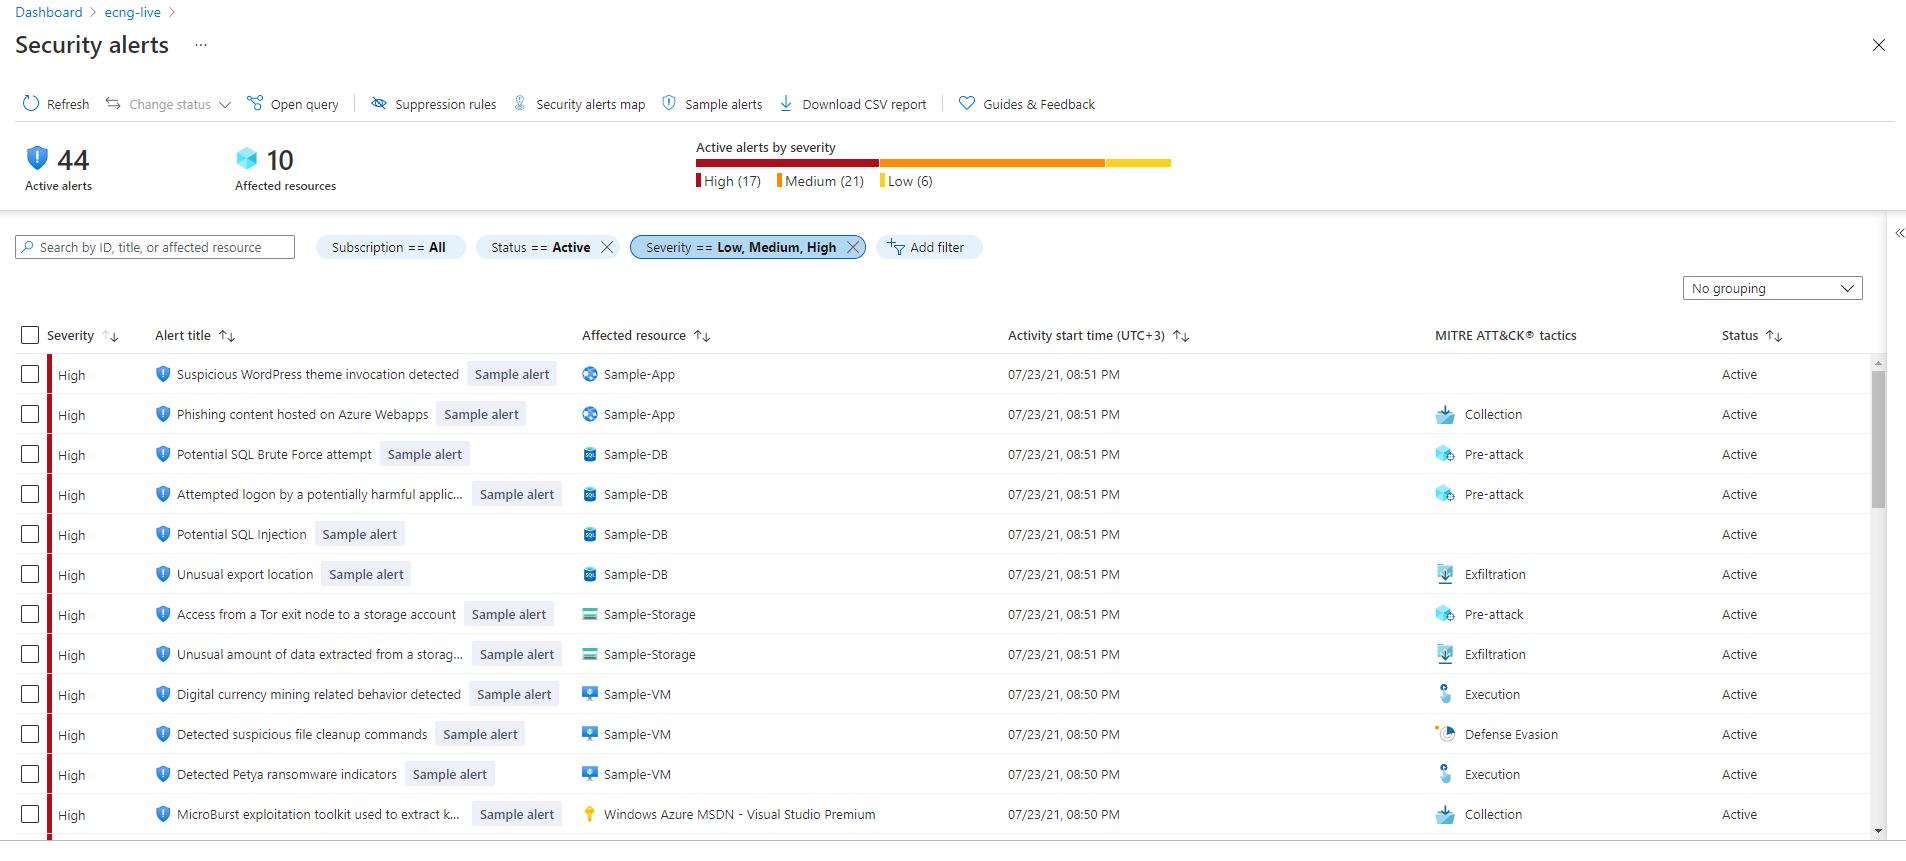 Dashboard > ecng-live >
Security alerts ...
Refresh Change status Open query Suppression rules Security alerts map Sample alerts Download CSV report Guides & Feedback
44 10
Active alerts Affected resources
Active alerts by severity
High (17) Medium (21) Low (6)
Search by ID, title, or affected resource Subscription == All Status == Active Severity == Low, Medium, High Add filter
No grouping
Severity Alert title Affected resource Activity start time (UTC+3) MITRE ATT&CK® tactics Status
High Suspicious WordPress theme invocation detected Sample alert Sample-App 07/23/21, 08:51 PM Active
High Phishing content hosted on Azure Webapps Sample alert Sample-App 07/23/21, 08:51 PM Collection Active
High Potential SQL Brute Force attempt Sample alert Sample-DB 07/23/21, 08:51 PM Pre-attack Active
High Attempted logon by a potentially harmful applic... Sample alert Sample-DB 07/23/21, 08:51 PM Pre-attack Active
High Potential SQL Injection Sample alert Sample-DB 07/23/21, 08:51 PM Active
High Unusual export location Sample alert Sample-DB 07/23/21, 08:51 PM Exfiltration Active
High Access from a Tor exit node to a storage account Sample alert Sample-Storage 07/23/21, 08:51 PM Pre-attack Active
High Unusual amount of data extracted from a storag... Sample alert Sample-Storage 07/23/21, 08:51 PM Exfiltration Active
High Digital currency mining related behavior detected Sample alert Sample-VM 07/23/21, 08:50 PM Execution Active
High Detected suspicious file cleanup commands Sample alert Sample-VM 07/23/21, 08:50 PM Defense Evasion Active
High Detected Petya ransomware indicators Sample alert Sample-VM 07/23/21, 08:50 PM Execution Active
High MicroBurst exploitation toolkit used to extract k... Sample alert Windows Azure MSDN - Visual Studio Premium 07/23/21, 08:50 PM Collection Active